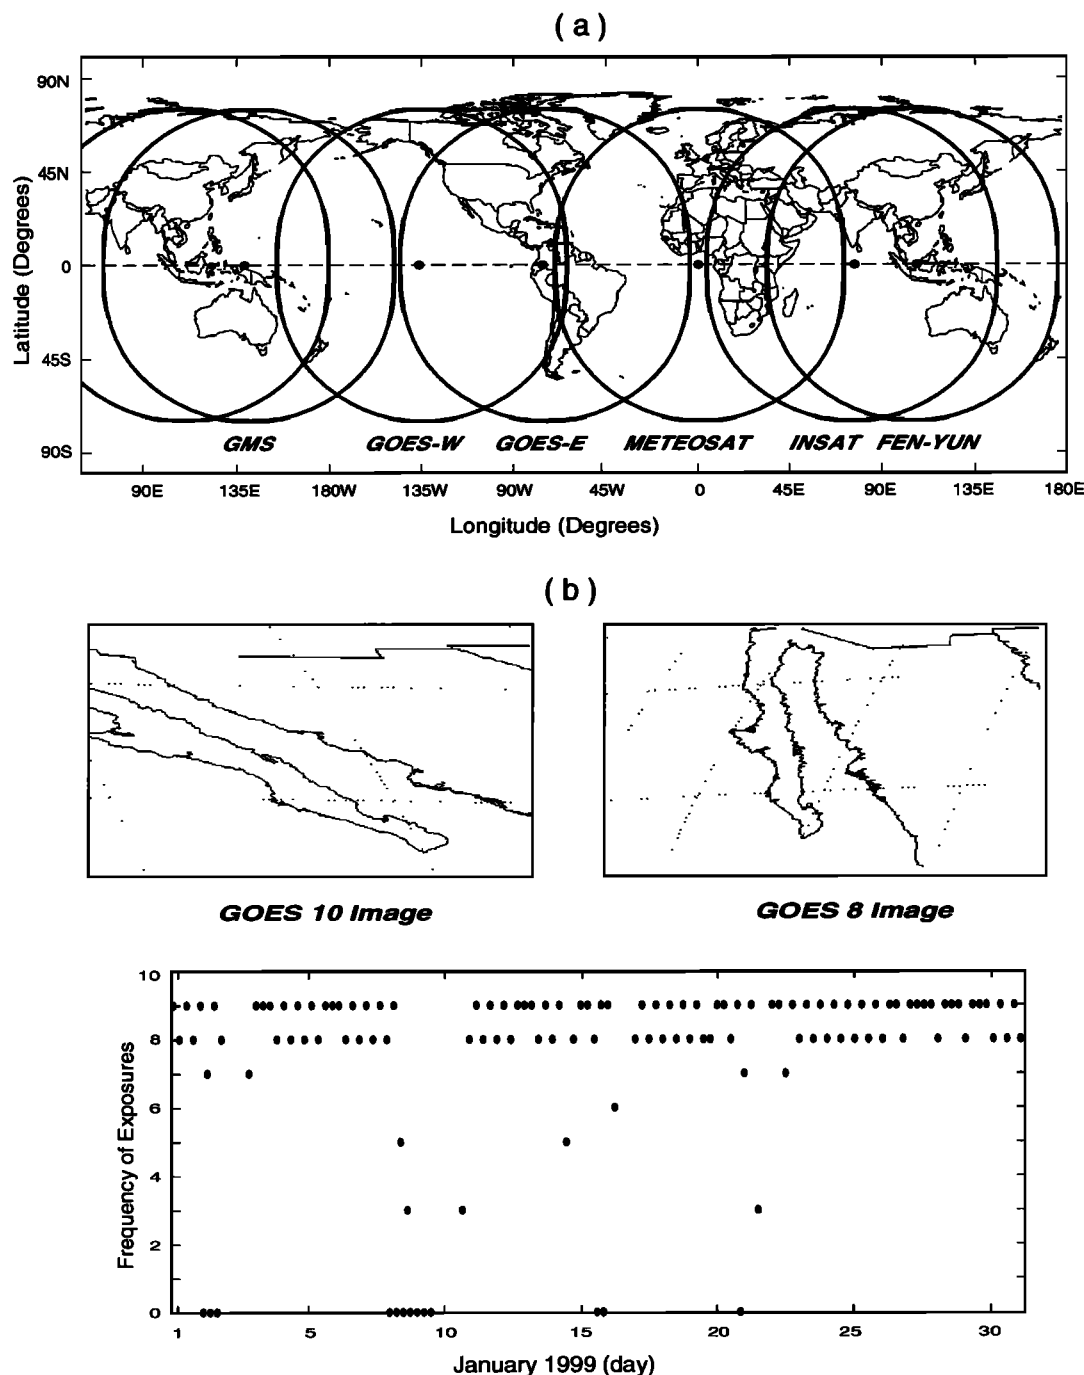 (a)
90N
45N
0
45S
90S
Latitude (Degrees)
GMS GOES-W GOES-E METEOSAT INSAT FEN-YUN
90E 135E 180W 135W 90W 45W 0 45E 90E 135E 180E
Longitude (Degrees)
(b)
GOES 10 Image
GOES 8 Image
10
8
6
4
2
0
Frequency of Exposures
1 5 10 15 20 25 30
January 1999 (day)